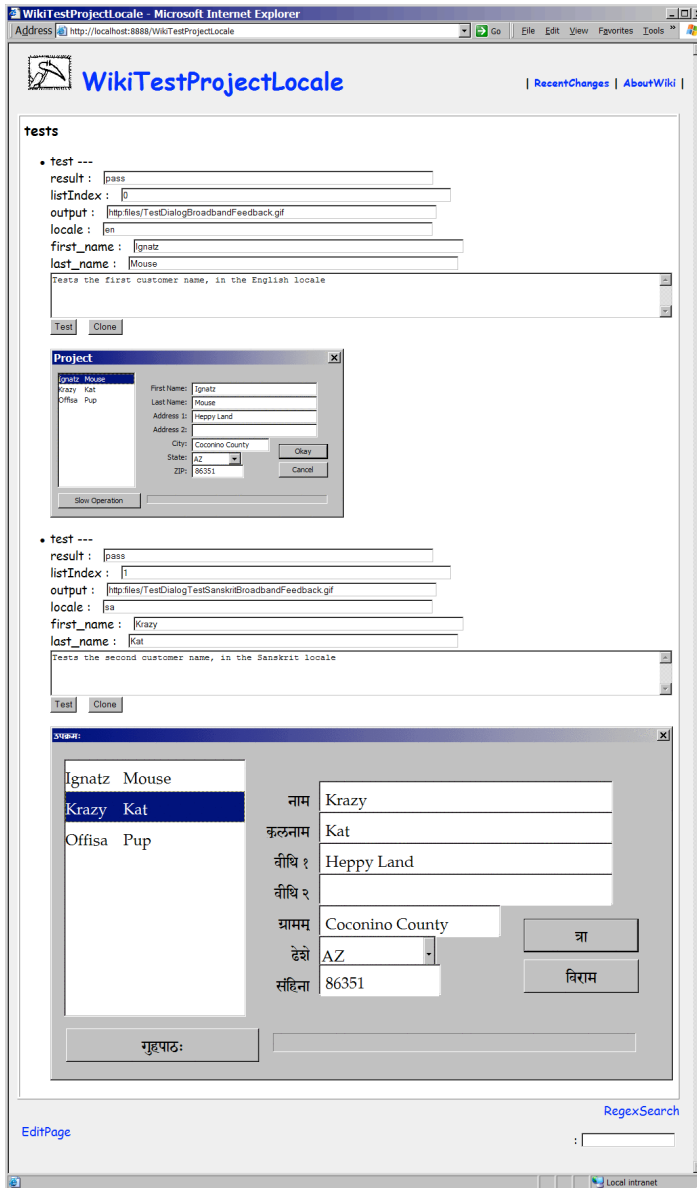 WikiTestProjectLocale - Microsoft Internet Explorer
Address http://localhost:8888/WikiTestProjectLocale Go File Edit View Favorites Tools »
WikiTestProjectLocale | RecentChanges | AboutWiki |
tests
• test ---
result : pass
listIndex : 0
output : http:files/TestDialogBroadbandFeedback.gif
locale : en
first_name : Ignatz
last_name : Mouse
Tests the first customer name, in the English locale
Test Clone
Project
Ignatz Mouse
Krazy Kat
Offisa Pup
First Name: Ignatz
Last Name: Mouse
Address 1: Heppy Land
Address 2:
City: Coconino County
State: AZ
ZIP: 86351
Okay
Cancel
Slow Operation
• test ---
result : pass
listIndex : 1
output : http:files/TestDialogTestSanskritBroadbandFeedback.gif
locale : sa
first_name : Krazy
last_name : Kat
Tests the second customer name, in the Sanskrit locale
Test Clone
उपक्रमः
Ignatz Mouse
Krazy Kat
Offisa Pup
नाम Krazy
कुलनाम Kat
वीथि १ Heppy Land
वीथि २
ग्रामम् Coconino County
देशे AZ
संहिना 86351
त्रा
विराम
गुहपाठः
RegexSearch
EditPage
:
Local intranet